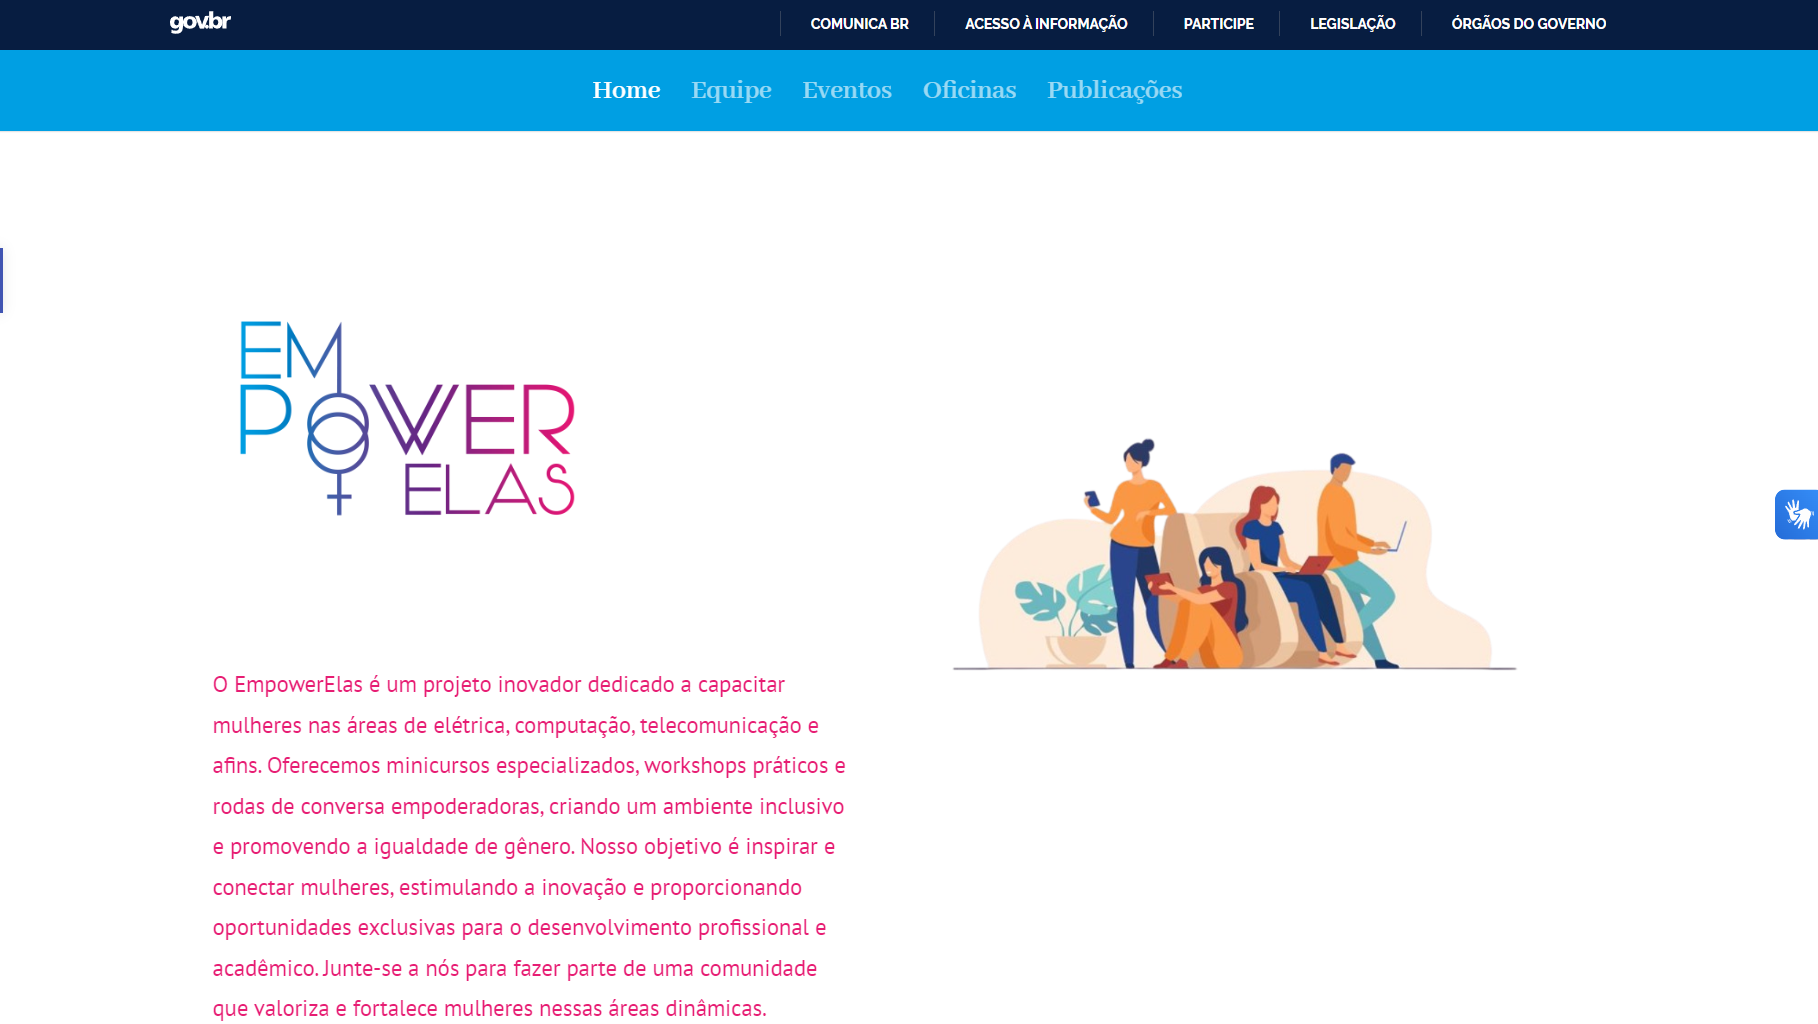 gov.br
COMUNICA BR
ACESSO À INFORMAÇÃO
PARTICIPE
LEGISLAÇÃO
ÓRGÃOS DO GOVERNO
Home
Equipe
Eventos
Oficinas
Publicações
EM
POWER
ELAS
O EmpowerElas é um projeto inovador dedicado a capacitar
mulheres nas áreas de elétrica, computação, telecomunicação e
afins. Oferecemos minicursos especializados, workshops práticos e
rodas de conversa empoderadoras, criando um ambiente inclusivo
e promovendo a igualdade de gênero. Nosso objetivo é inspirar e
conectar mulheres, estimulando a inovação e proporcionando
oportunidades exclusivas para o desenvolvimento profissional e
acadêmico. Junte-se a nós para fazer parte de uma comunidade
que valoriza e fortalece mulheres nessas áreas dinâmicas.